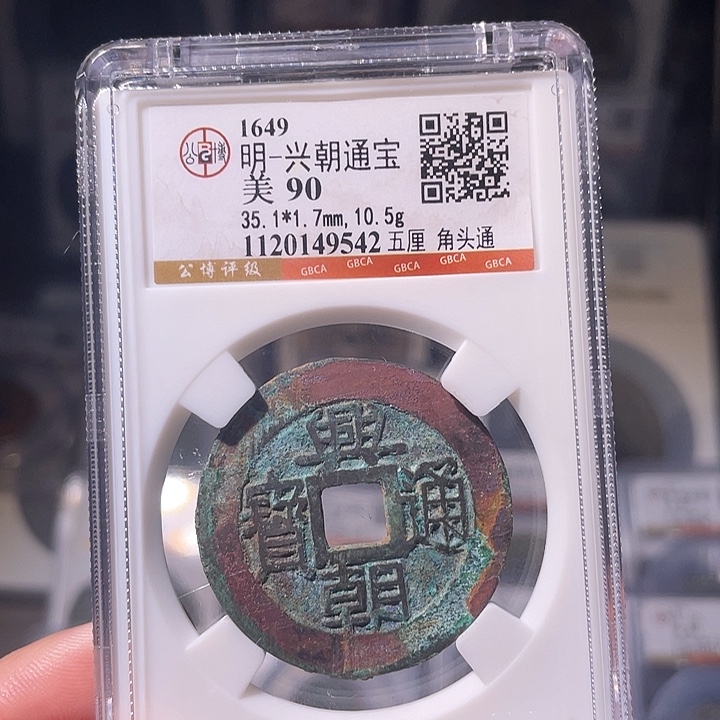 1649
明-兴朝通宝
美 90
35.1*1.7mm, 10.5g
1120149542 五厘 角头通
公博评级 GBCA GBCA GBCA GBCA GBCA
興
寶 通
朝